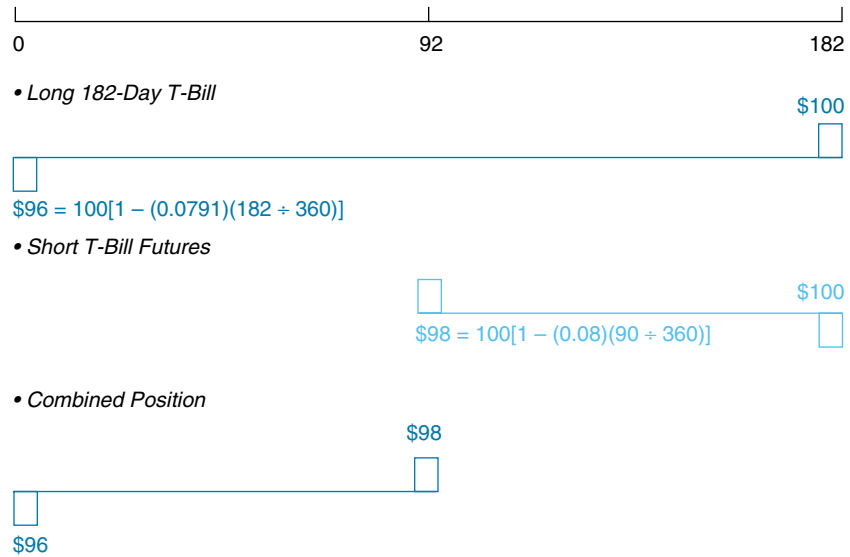 0 92 182
• Long 182-Day T-Bill
$100
$96 = 100[1 – (0.0791)(182 ÷ 360)]
• Short T-Bill Futures
$100
$98 = 100[1 – (0.08)(90 ÷ 360)]
• Combined Position
$98
$96